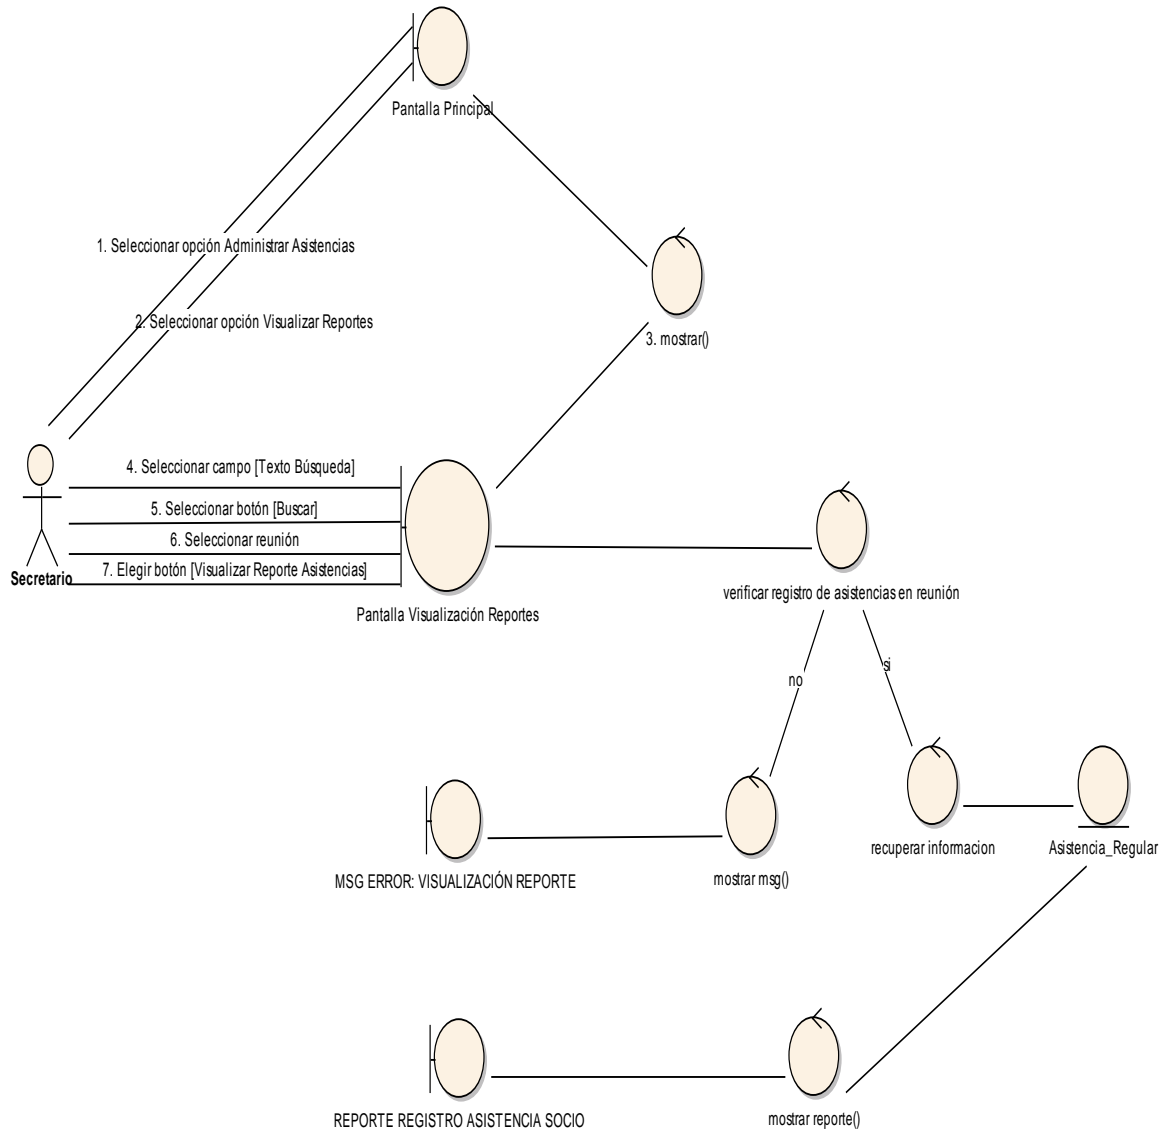 Pantalla Principal
1. Seleccionar opción Administrar Asistencias
2. Seleccionar opción Visualizar Reportes
3. mostrar()
4. Seleccionar campo [Texto Búsqueda]
5. Seleccionar botón [Buscar]
6. Seleccionar reunión
7. Elegir botón [Visualizar Reporte Asistencias]
Secretario
Pantalla Visualización Reportes
verificar registro de asistencias en reunión
no
si
recuperar informacion
Asistencia_Regular
MSG ERROR: VISUALIZACIÓN REPORTE
mostrar msg()
REPORTE REGISTRO ASISTENCIA SOCIO
mostrar reporte()